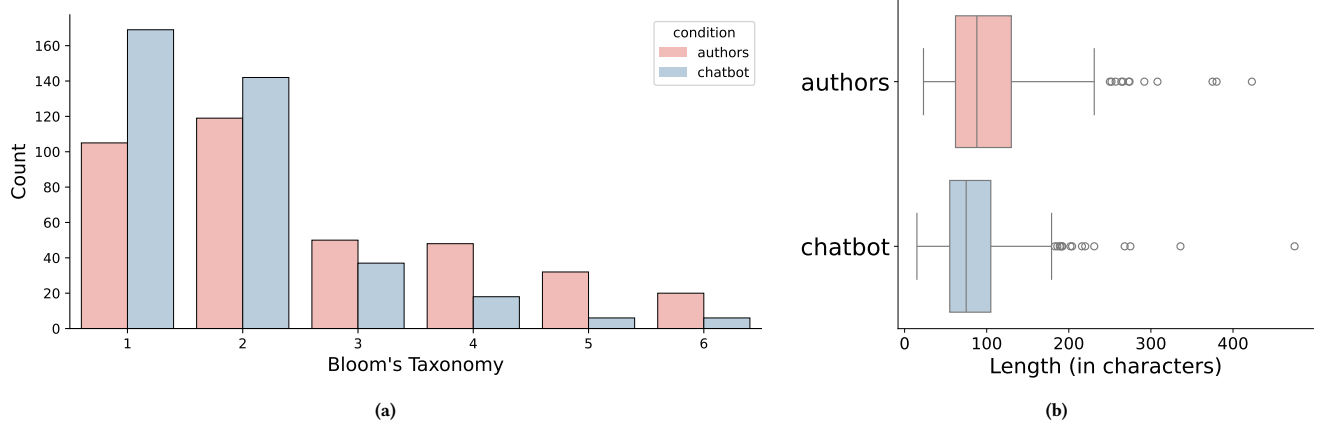 160
140
120
100
80
60
40
20
0
Count
1 2 3 4 5 6
Bloom's Taxonomy
condition
authors
chatbot
(a)
authors
chatbot
0 100 200 300 400
Length (in characters)
(b)